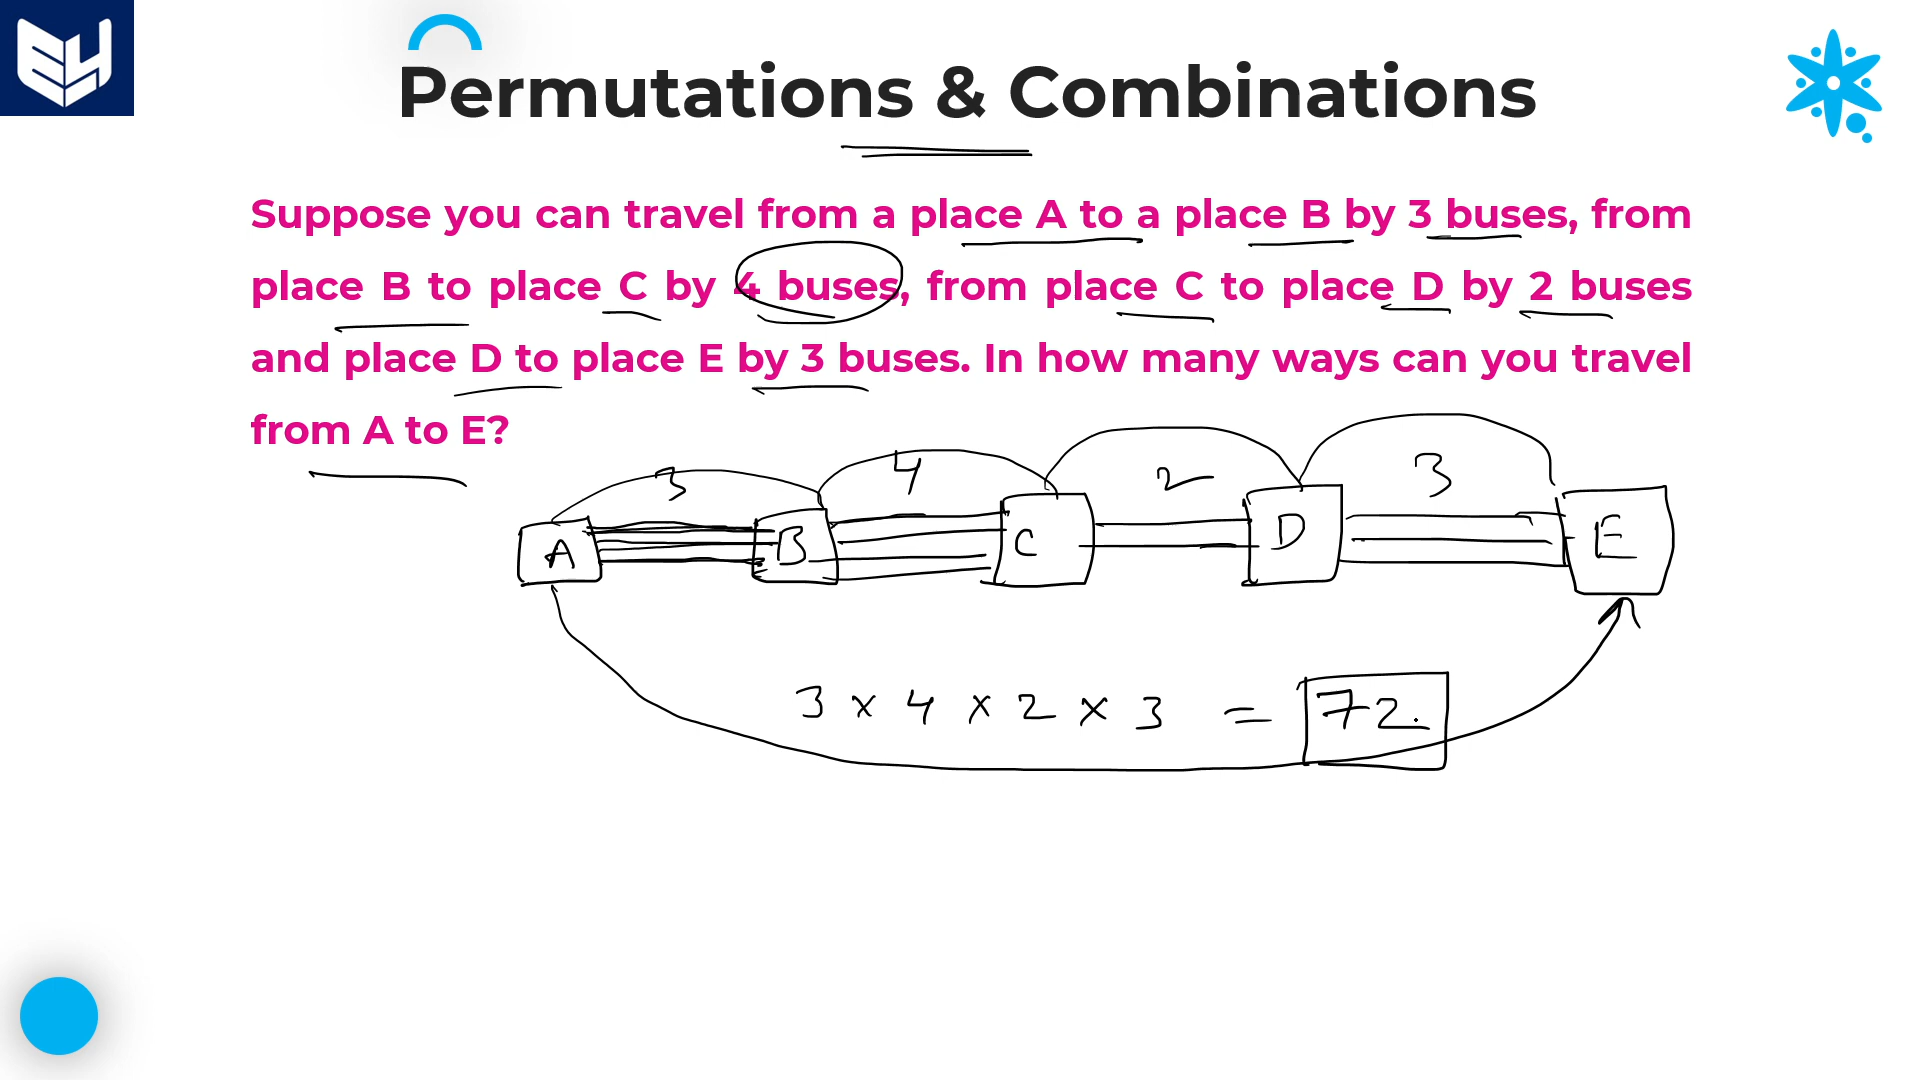 EY
Permutations & Combinations
Suppose you can travel from a place A to a place B by 3 buses, from
place B to place C by 4 buses, from place C to place D by 2 buses
and place D to place E by 3 buses. In how many ways can you travel
from A to E?
3 4 2 3
A B C D E
3 × 4 × 2 × 3 = 72.